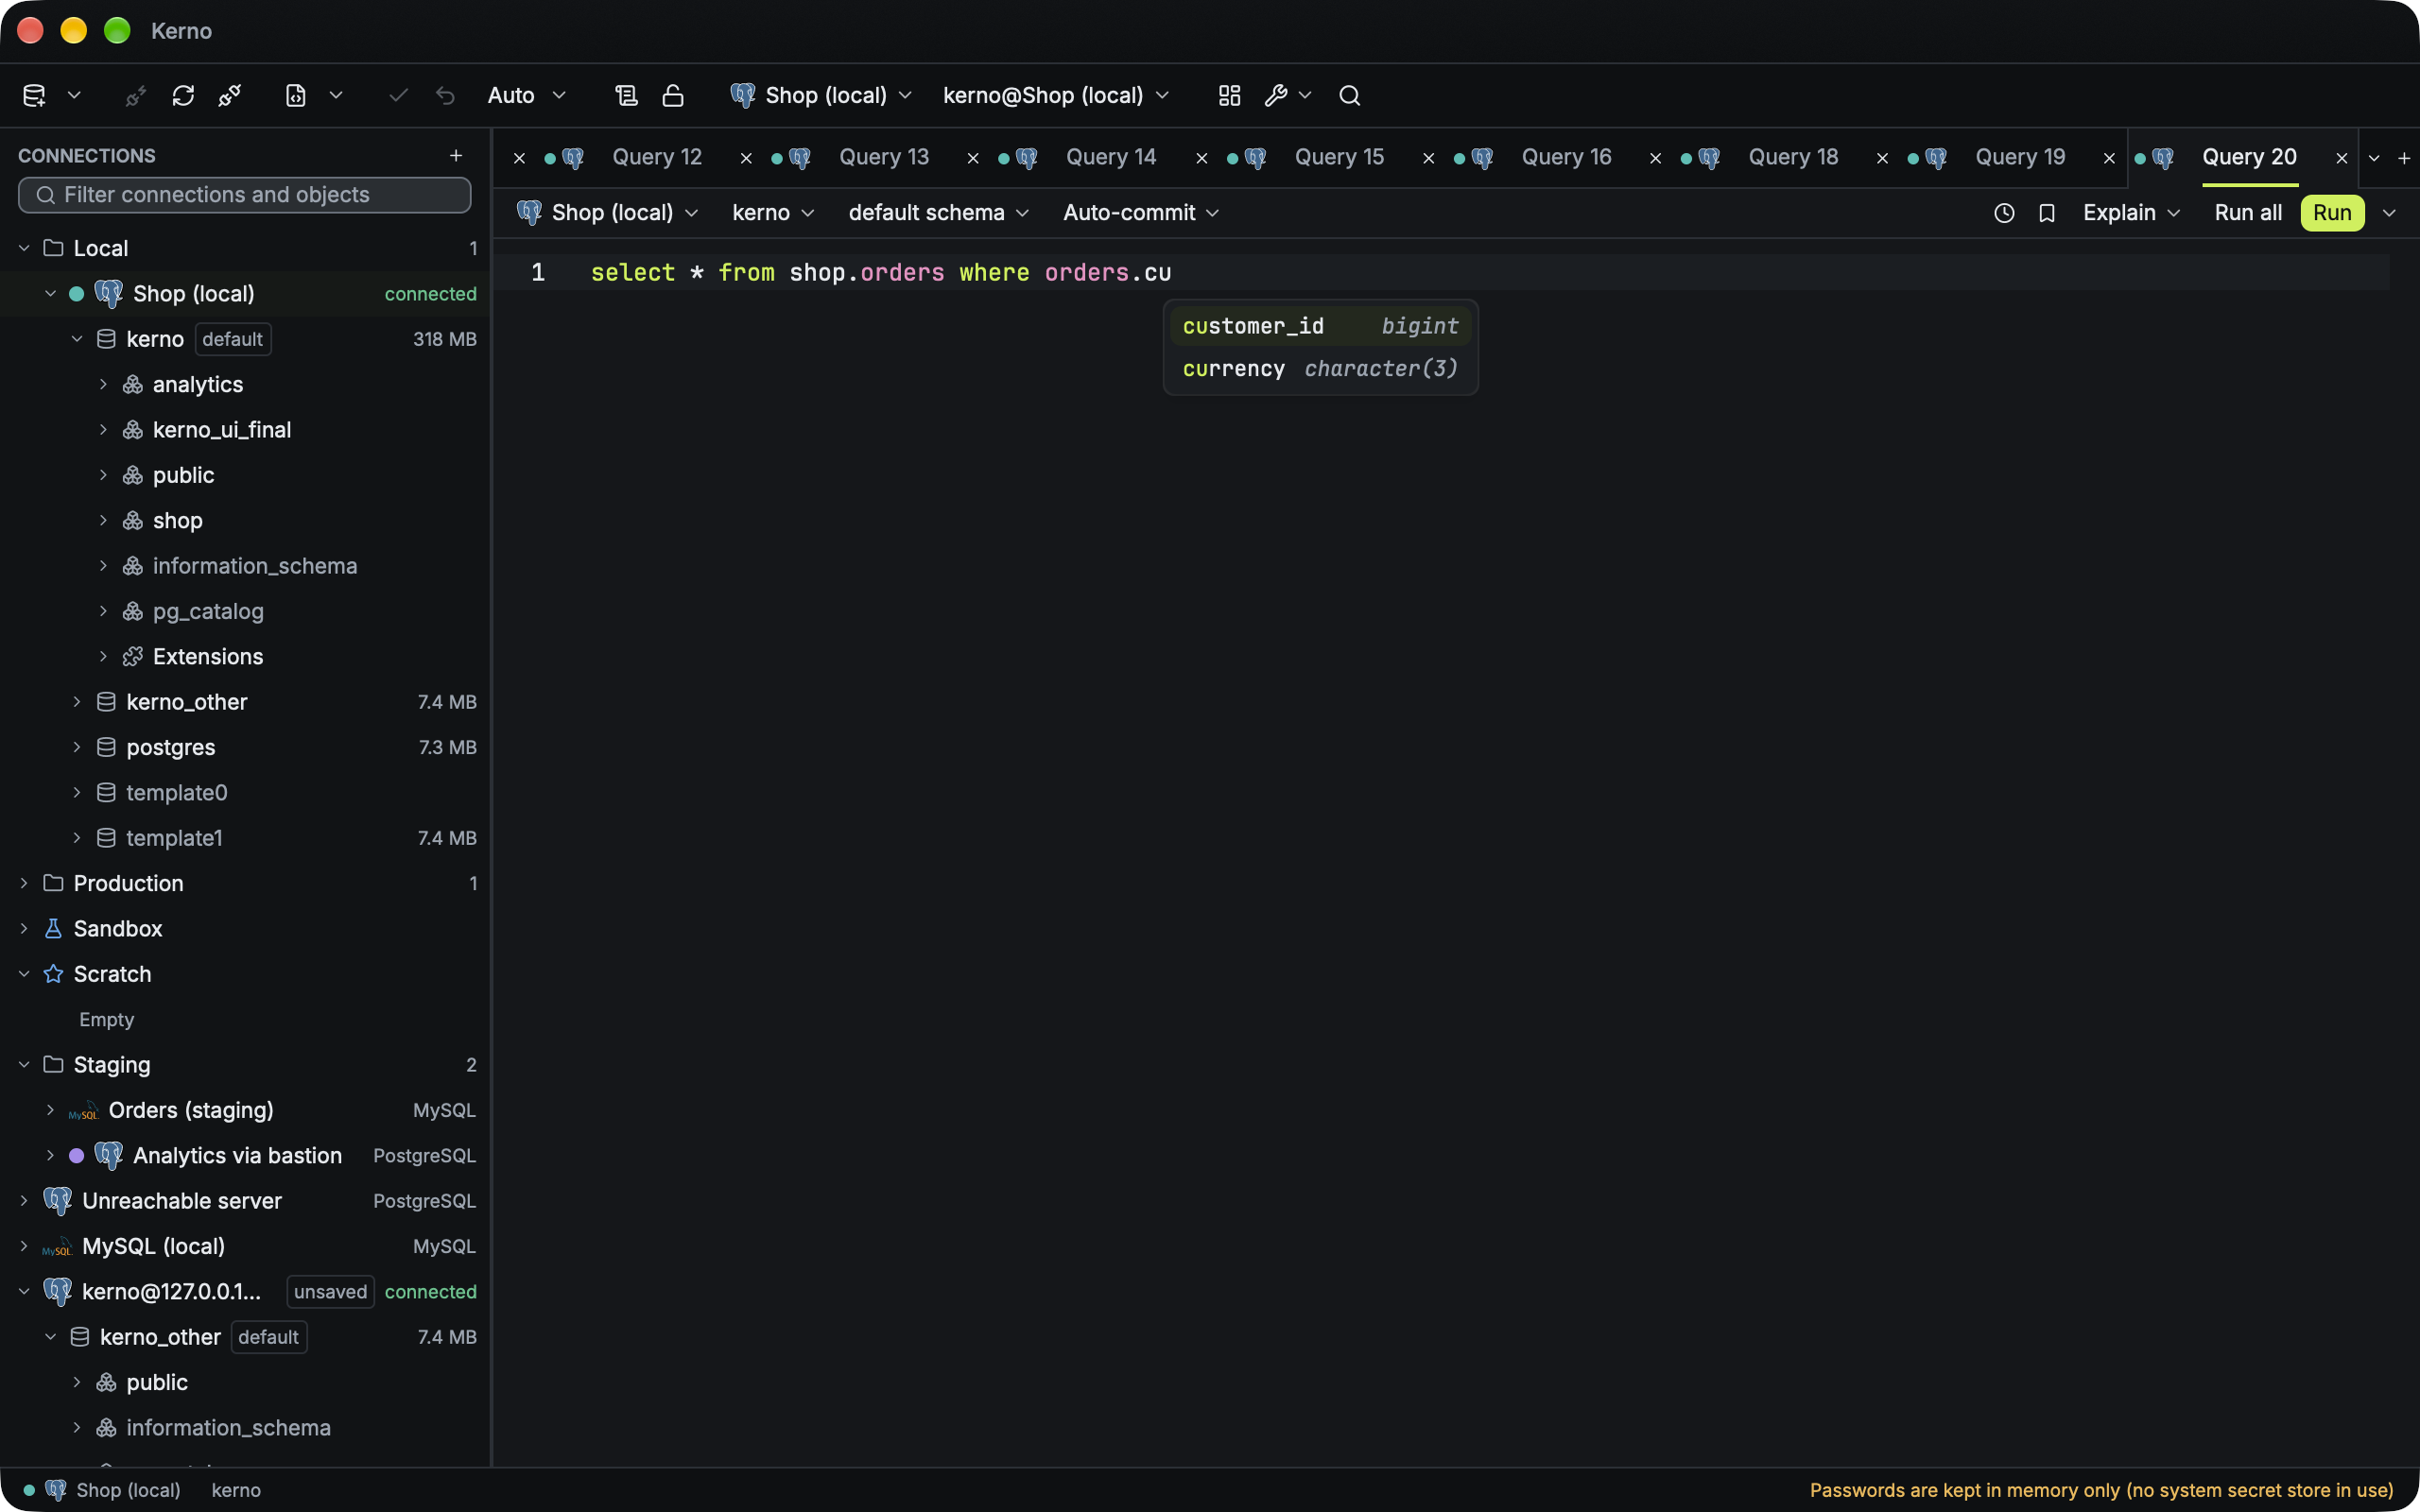 Kerno
Auto
Shop (local)
kerno@Shop (local)
CONNECTIONS
Filter connections and objects
Local 1
Shop (local) connected
kerno default 318 MB
analytics
kerno_ui_final
public
shop
information_schema
pg_catalog
Extensions
kerno_other 7.4 MB
postgres 7.3 MB
template0
template1 7.4 MB
Production 1
Sandbox
Scratch
Empty
Staging 2
MySQL Orders (staging) MySQL
Analytics via bastion PostgreSQL
Unreachable server PostgreSQL
MySQL MySQL (local) MySQL
kerno@127.0.0.1... unsaved connected
kerno_other default 7.4 MB
public
information_schema
Query 12
Query 13
Query 14
Query 15
Query 16
Query 18
Query 19
Query 20
Shop (local) kerno default schema Auto-commit
Explain Run all Run
1 select * from shop.orders where orders.cu
customer_id bigint
currency character(3)
Shop (local) kerno
Passwords are kept in memory only (no system secret store in use)